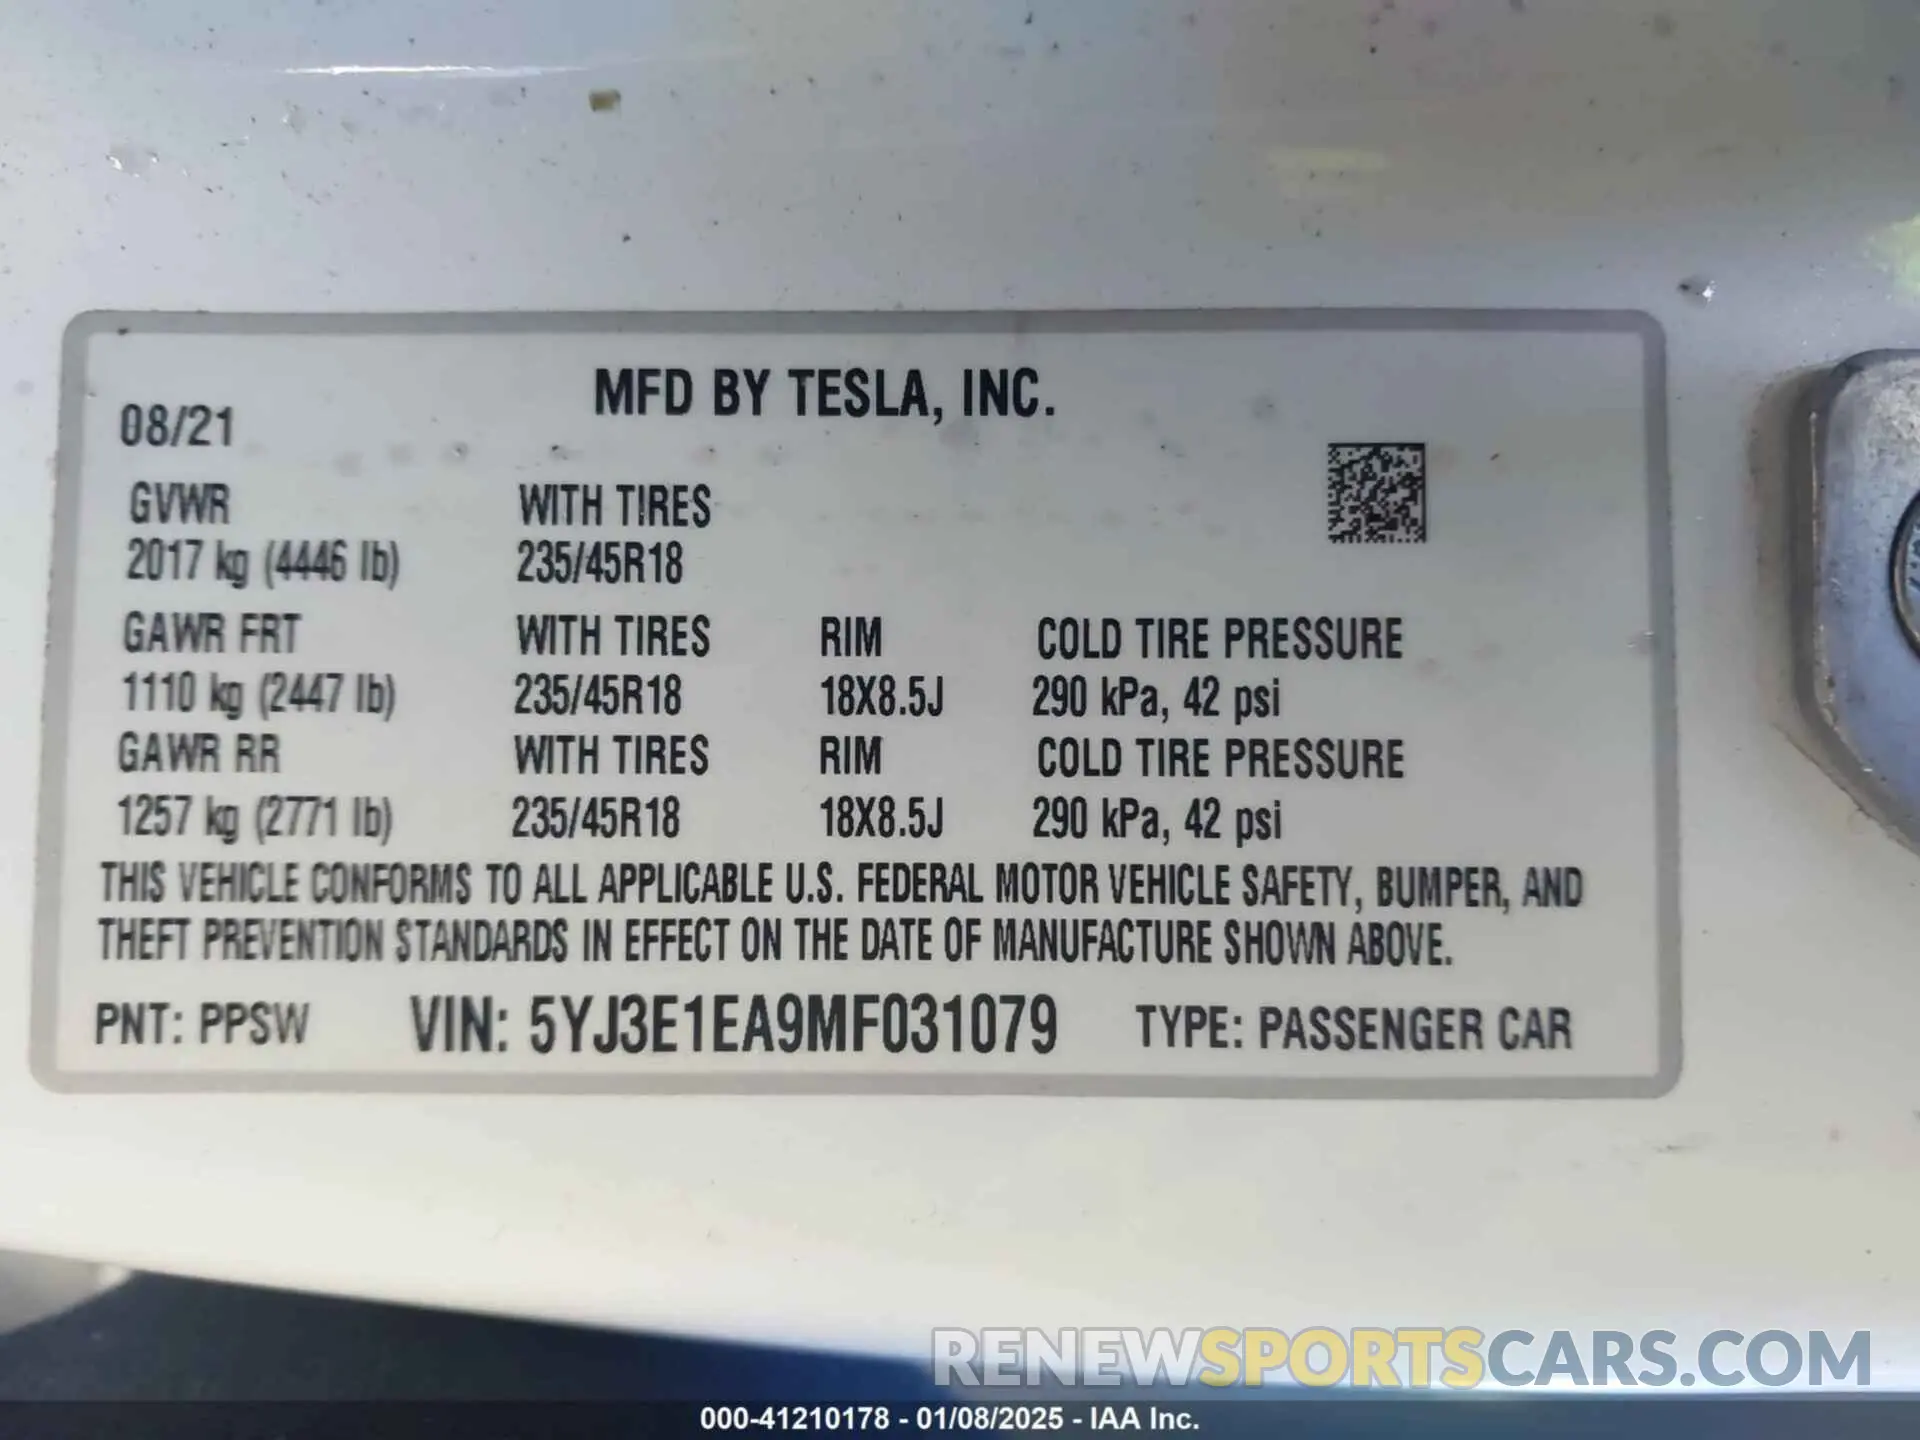 MFD BY TESLA, INC.
08/21
GVWR WITH TIRES
2017 kg (4446 lb) 235/45R18
GAWR FRT WITH TIRES RIM COLD TIRE PRESSURE
1110 kg (2447 lb) 235/45R18 18X8.5J 290 kPa, 42 psi
GAWR RR WITH TIRES RIM COLD TIRE PRESSURE
1257 kg (2771 lb) 235/45R18 18X8.5J 290 kPa, 42 psi
THIS VEHICLE CONFORMS TO ALL APPLICABLE U.S. FEDERAL MOTOR VEHICLE SAFETY, BUMPER, AND
THEFT PREVENTION STANDARDS IN EFFECT ON THE DATE OF MANUFACTURE SHOWN ABOVE.
PNT: PPSW VIN: 5YJ3E1EA9MF031079 TYPE: PASSENGER CAR
RENEWSPORTSCARS.COM
000-41210178 - 01/08/2025 - IAA Inc.